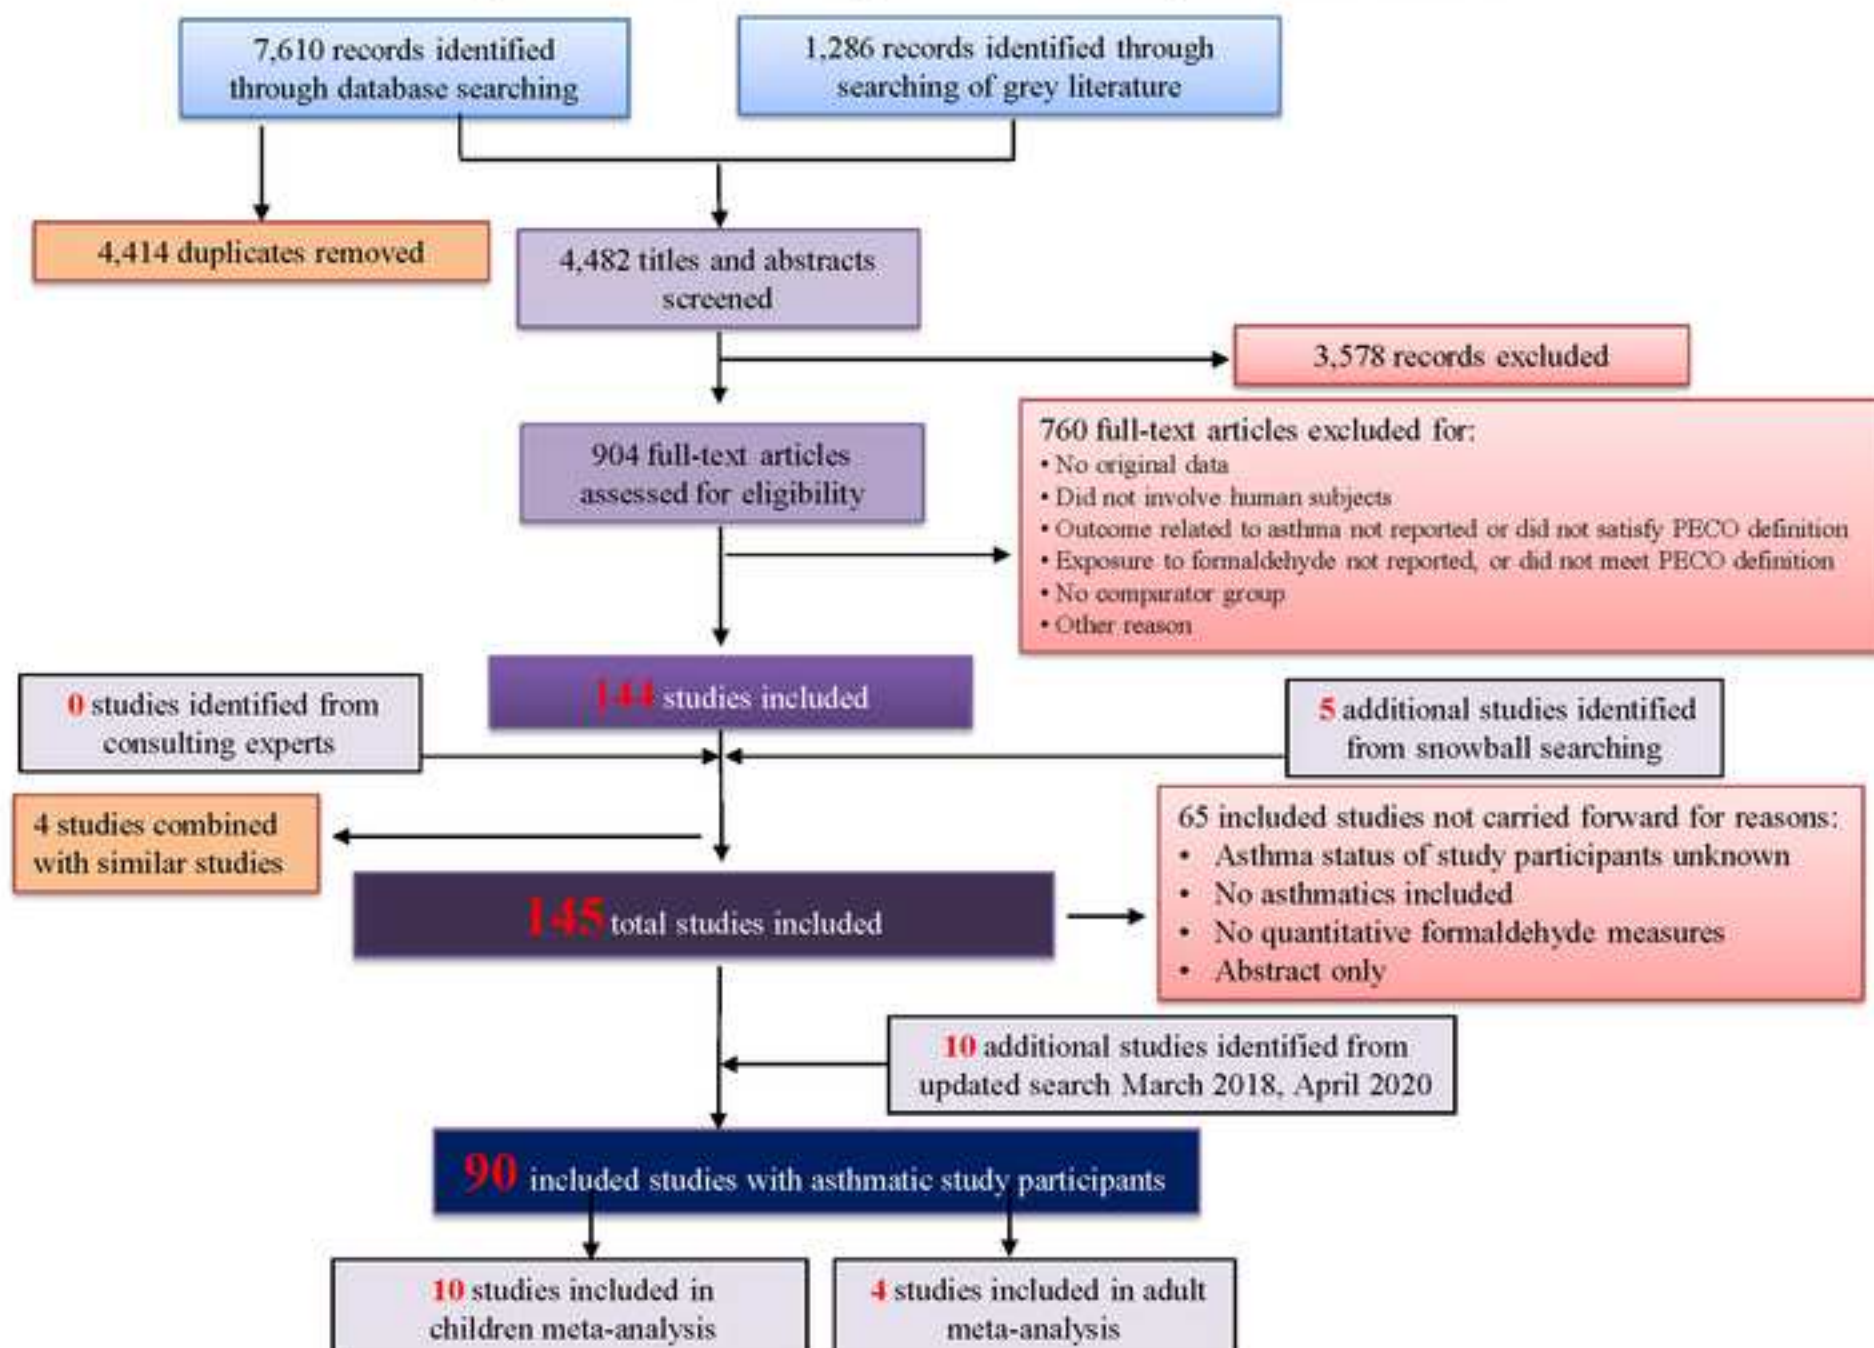 7,610 records identified
through database searching
1,286 records identified through
searching of grey literature
4,414 duplicates removed
4,482 titles and abstracts
screened
3,578 records excluded
904 full-text articles
assessed for eligibility
760 full-text articles excluded for:
• No original data
• Did not involve human subjects
• Outcome related to asthma not reported or did not satisfy PECO definition
• Exposure to formaldehyde not reported, or did not meet PECO definition
• No comparator group
• Other reason
144 studies included
0 studies identified from
consulting experts
5 additional studies identified
from snowball searching
4 studies combined
with similar studies
65 included studies not carried forward for reasons:
• Asthma status of study participants unknown
• No asthmatics included
• No quantitative formaldehyde measures
• Abstract only
145 total studies included
10 additional studies identified from
updated search March 2018, April 2020
90 included studies with asthmatic study participants
10 studies included in
children meta-analysis
4 studies included in adult
meta-analysis